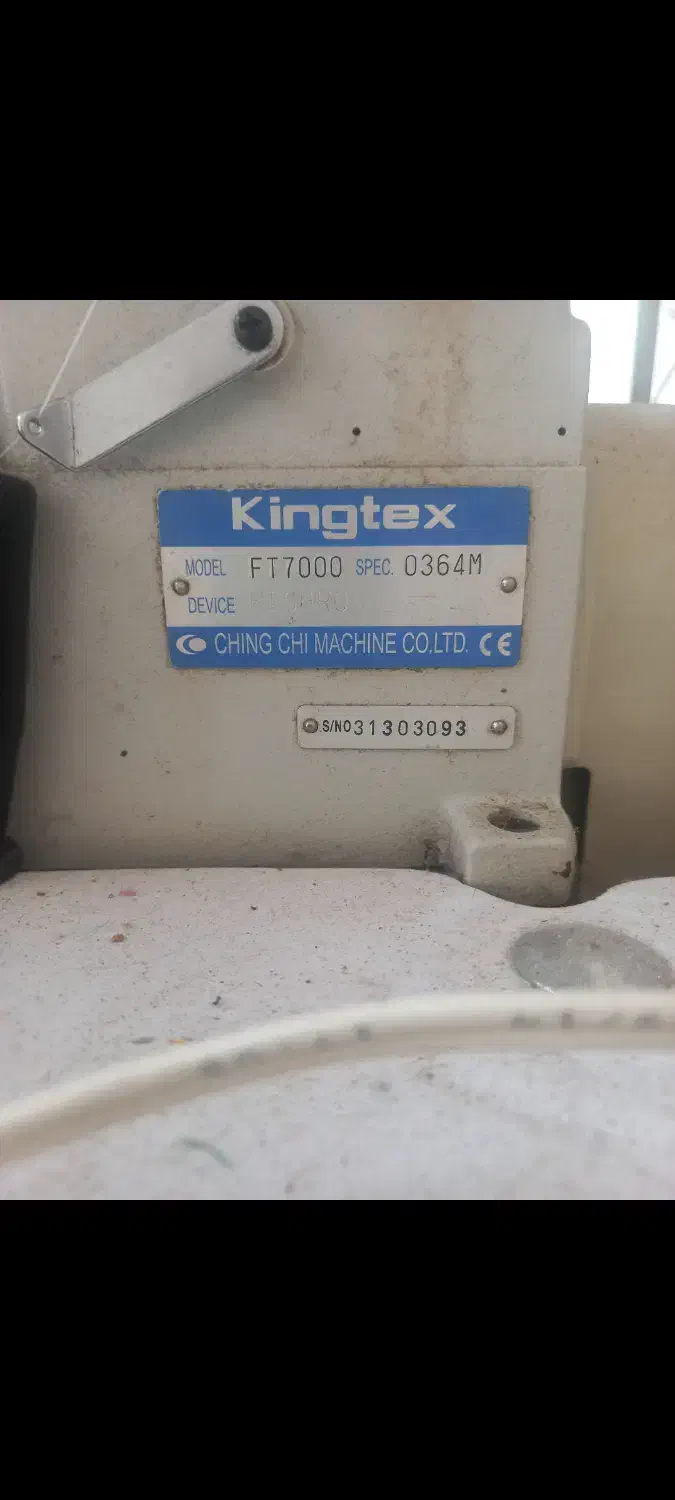 Kingtex
MODEL FT7000 SPEC. 0364M
DEVICE
CHING CHI MACHINE CO.LTD. CE
S/NO31303093